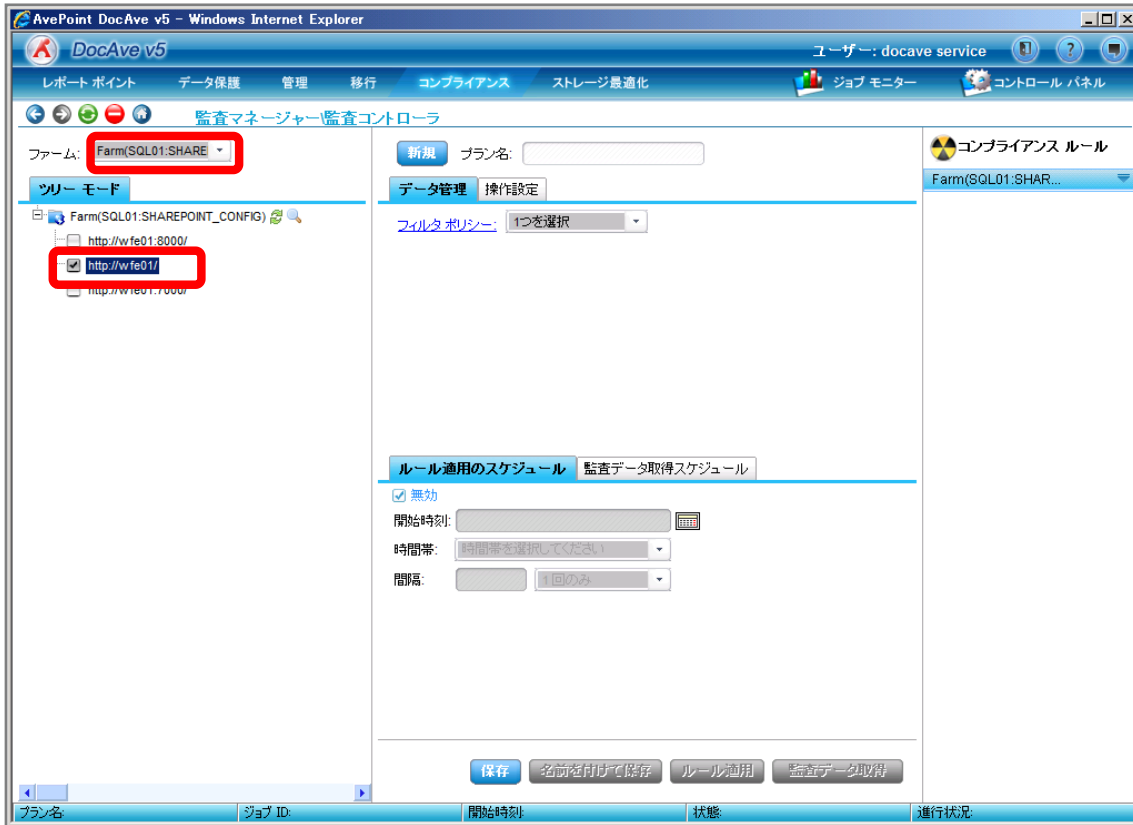 AvePoint DocAve v5 - Windows Internet Explorer
DocAve v5
ユーザー: docave service
レポート ポイント データ保護 管理 移行 コンプライアンス ストレージ最適化 ジョブ モニター コントロール パネル
監査マネージャー\監査コントローラ
ファーム: Farm(SQL01:SHARE
新規 プラン名:
コンプライアンス ルール
ツリー モード
データ管理 操作設定
Farm(SQL01:SHAR...
Farm(SQL01:SHAREPOINT_CONFIG)
フィルタ ポリシー: 1つを選択
http://wfe01:8000/
http://wfe01/
http://wfe01:7000/
ルール適用のスケジュール 監査データ取得スケジュール
無効
開始時刻:
時間帯: 時間帯を選択してください
間隔: 1回のみ
保存 名前を付けて保存 ルール適用 監査データ取得
プラン名: ジョブ ID: 開始時刻: 状態: 進行状況: